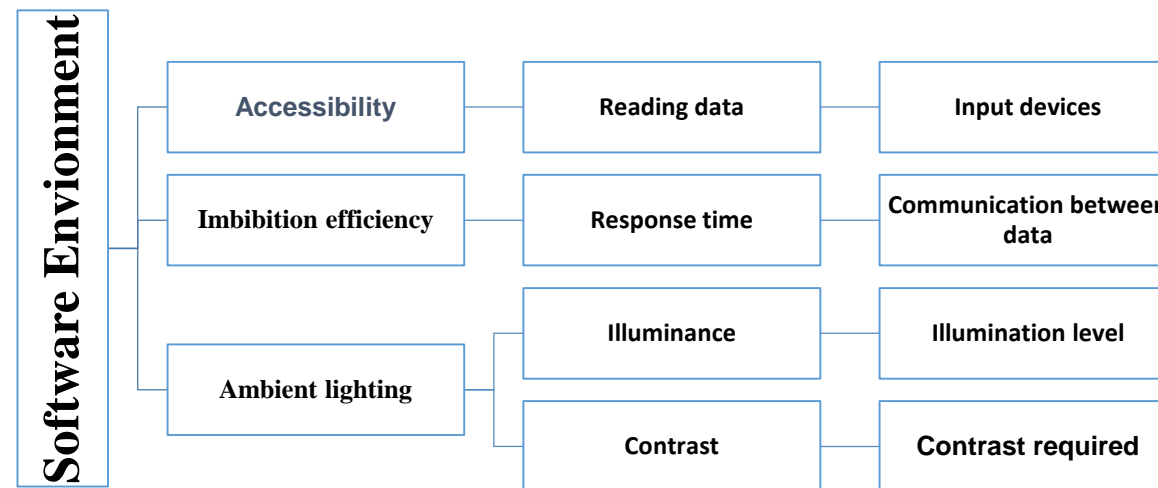 Software Envionment
Accessibility
Reading data
Input devices
Imbibition efficiency
Response time
Communication between
data
Ambient lighting
Illuminance
Illumination level
Contrast
Contrast required